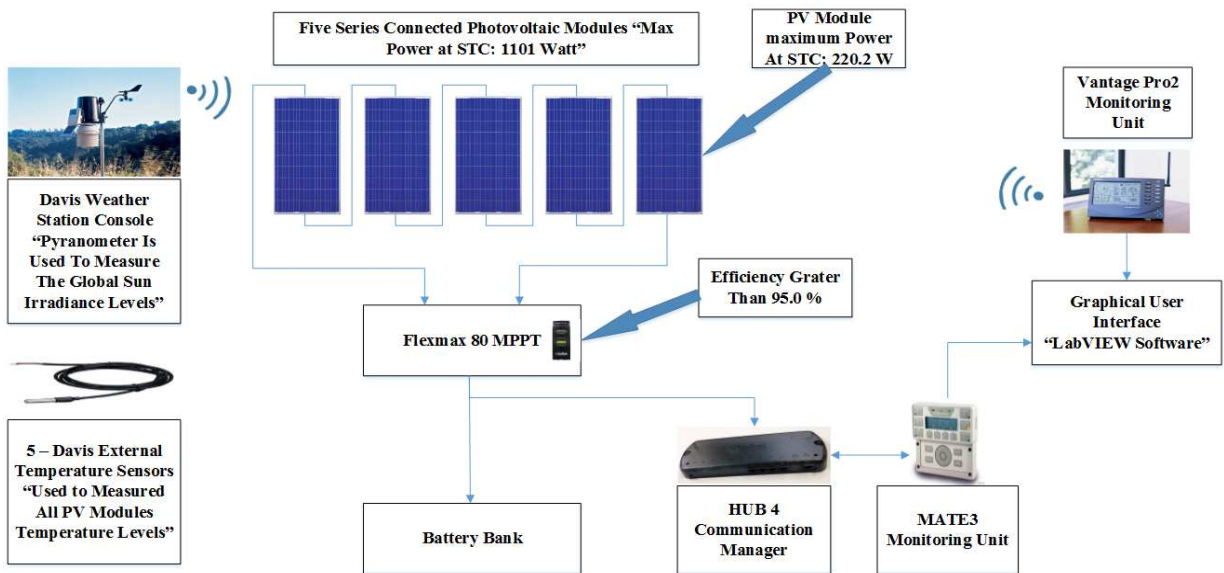 Five Series Connected Photovoltaic Modules “Max
Power at STC: 1101 Watt”
PV Module
maximum Power
At STC: 220.2 W
Vantage Pro2
Monitoring
Unit
Davis Weather
Station Console
“Pyranometer Is
Used To Measure
The Global Sun
Irradiance Levels”
Efficiency Grater
Than 95.0 %
Flexmax 80 MPPT
Graphical User
Interface
“LabVIEW Software”
5 – Davis External
Temperature Sensors
“Used to Measured
All PV Modules
Temperature Levels”
Battery Bank
HUB 4
Communication
Manager
MATE3
Monitoring Unit